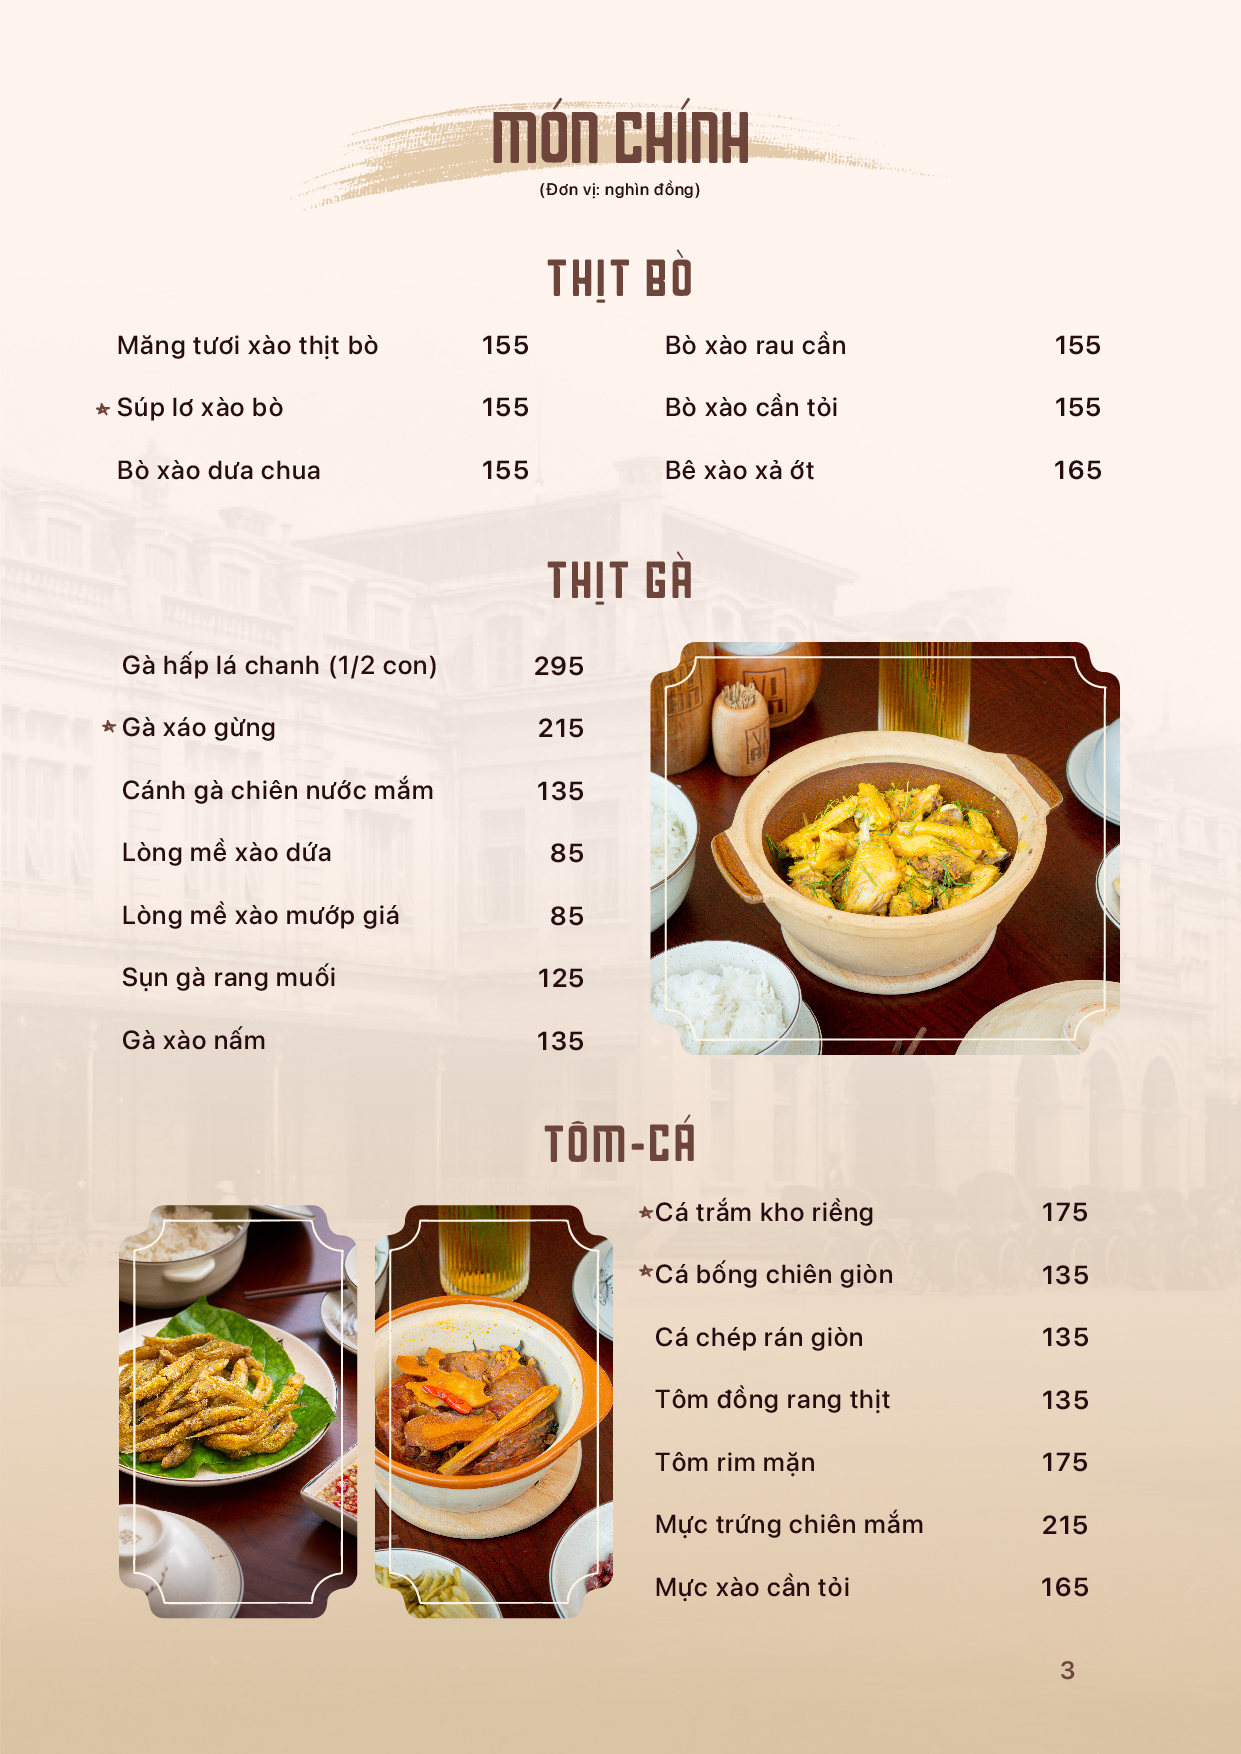 MÓN CHÍNH
(Đơn vị: nghìn đồng)
THỊT BÒ
Măng tươi xào thịt bò 155
Súp lơ xào bò 155
Bò xào dưa chua 155
Bò xào rau cần 155
Bò xào cần tỏi 155
Bê xào xả ớt 165
THỊT GÀ
Gà hấp lá chanh (1/2 con) 295
Gà xáo gừng 215
Cánh gà chiên nước mắm 135
Lòng mề xào dứa 85
Lòng mề xào mướp giá 85
Sụn gà rang muối 125
Gà xào nấm 135
TÔM-CÁ
Cá trắm kho riềng 175
Cá bống chiên giòn 135
Cá chép rán giòn 135
Tôm đồng rang thịt 135
Tôm rim mặn 175
Mực trứng chiên mắm 215
Mực xào cần tỏi 165
3